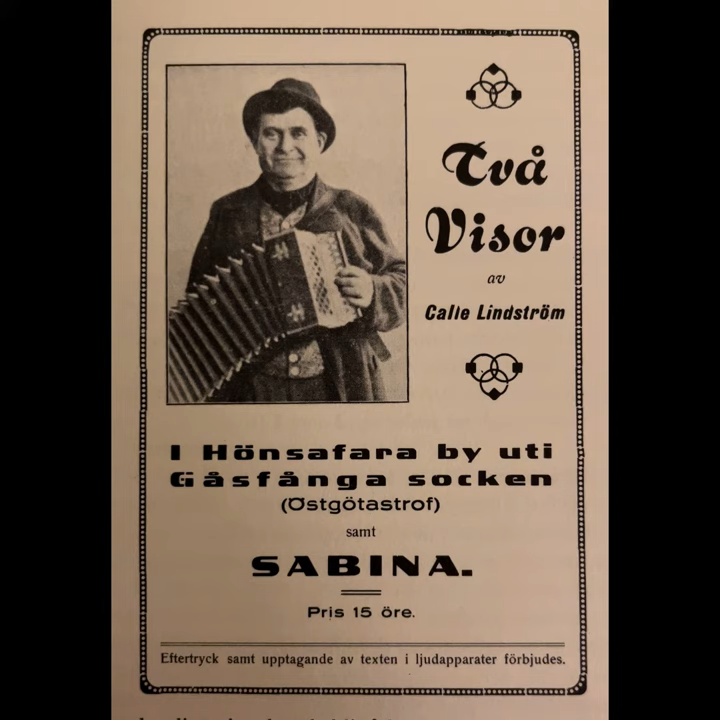 Två
Visor
av
Calle Lindström
I Hönsafara by uti
Gåsfånga socken
(Östgötastrof)
samt
SABINA.
Pris 15 öre.
Eftertryck samt upptagande av texten i ljudapparater förbjudes.